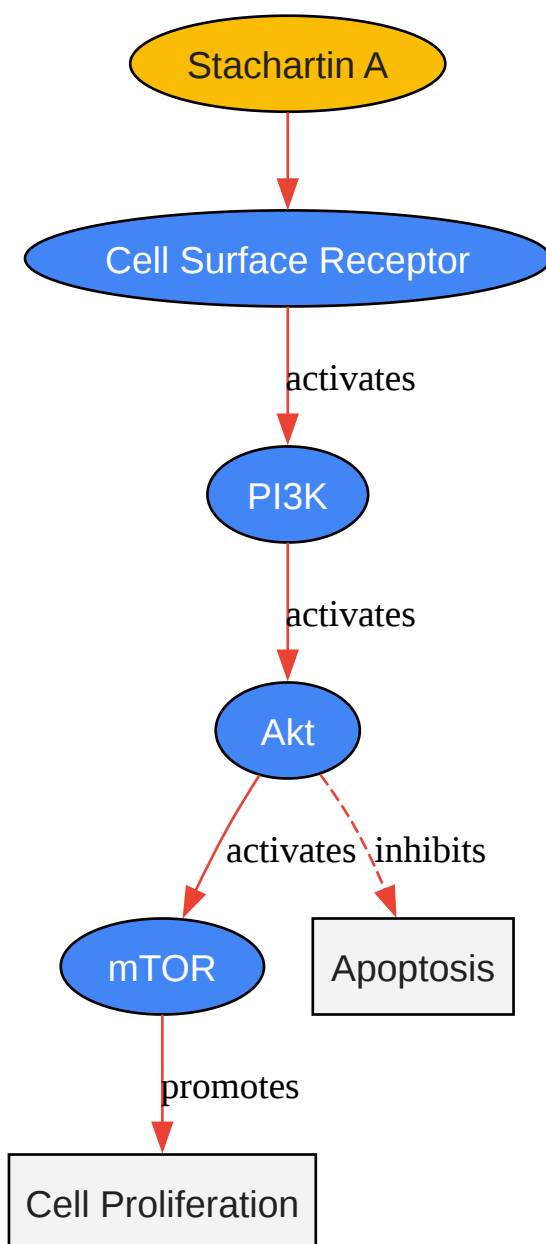 Stachartin A
Cell Surface Receptor
activates
PI3K
activates
Akt
activates inhibits
mTOR
Apoptosis
promotes
Cell Proliferation